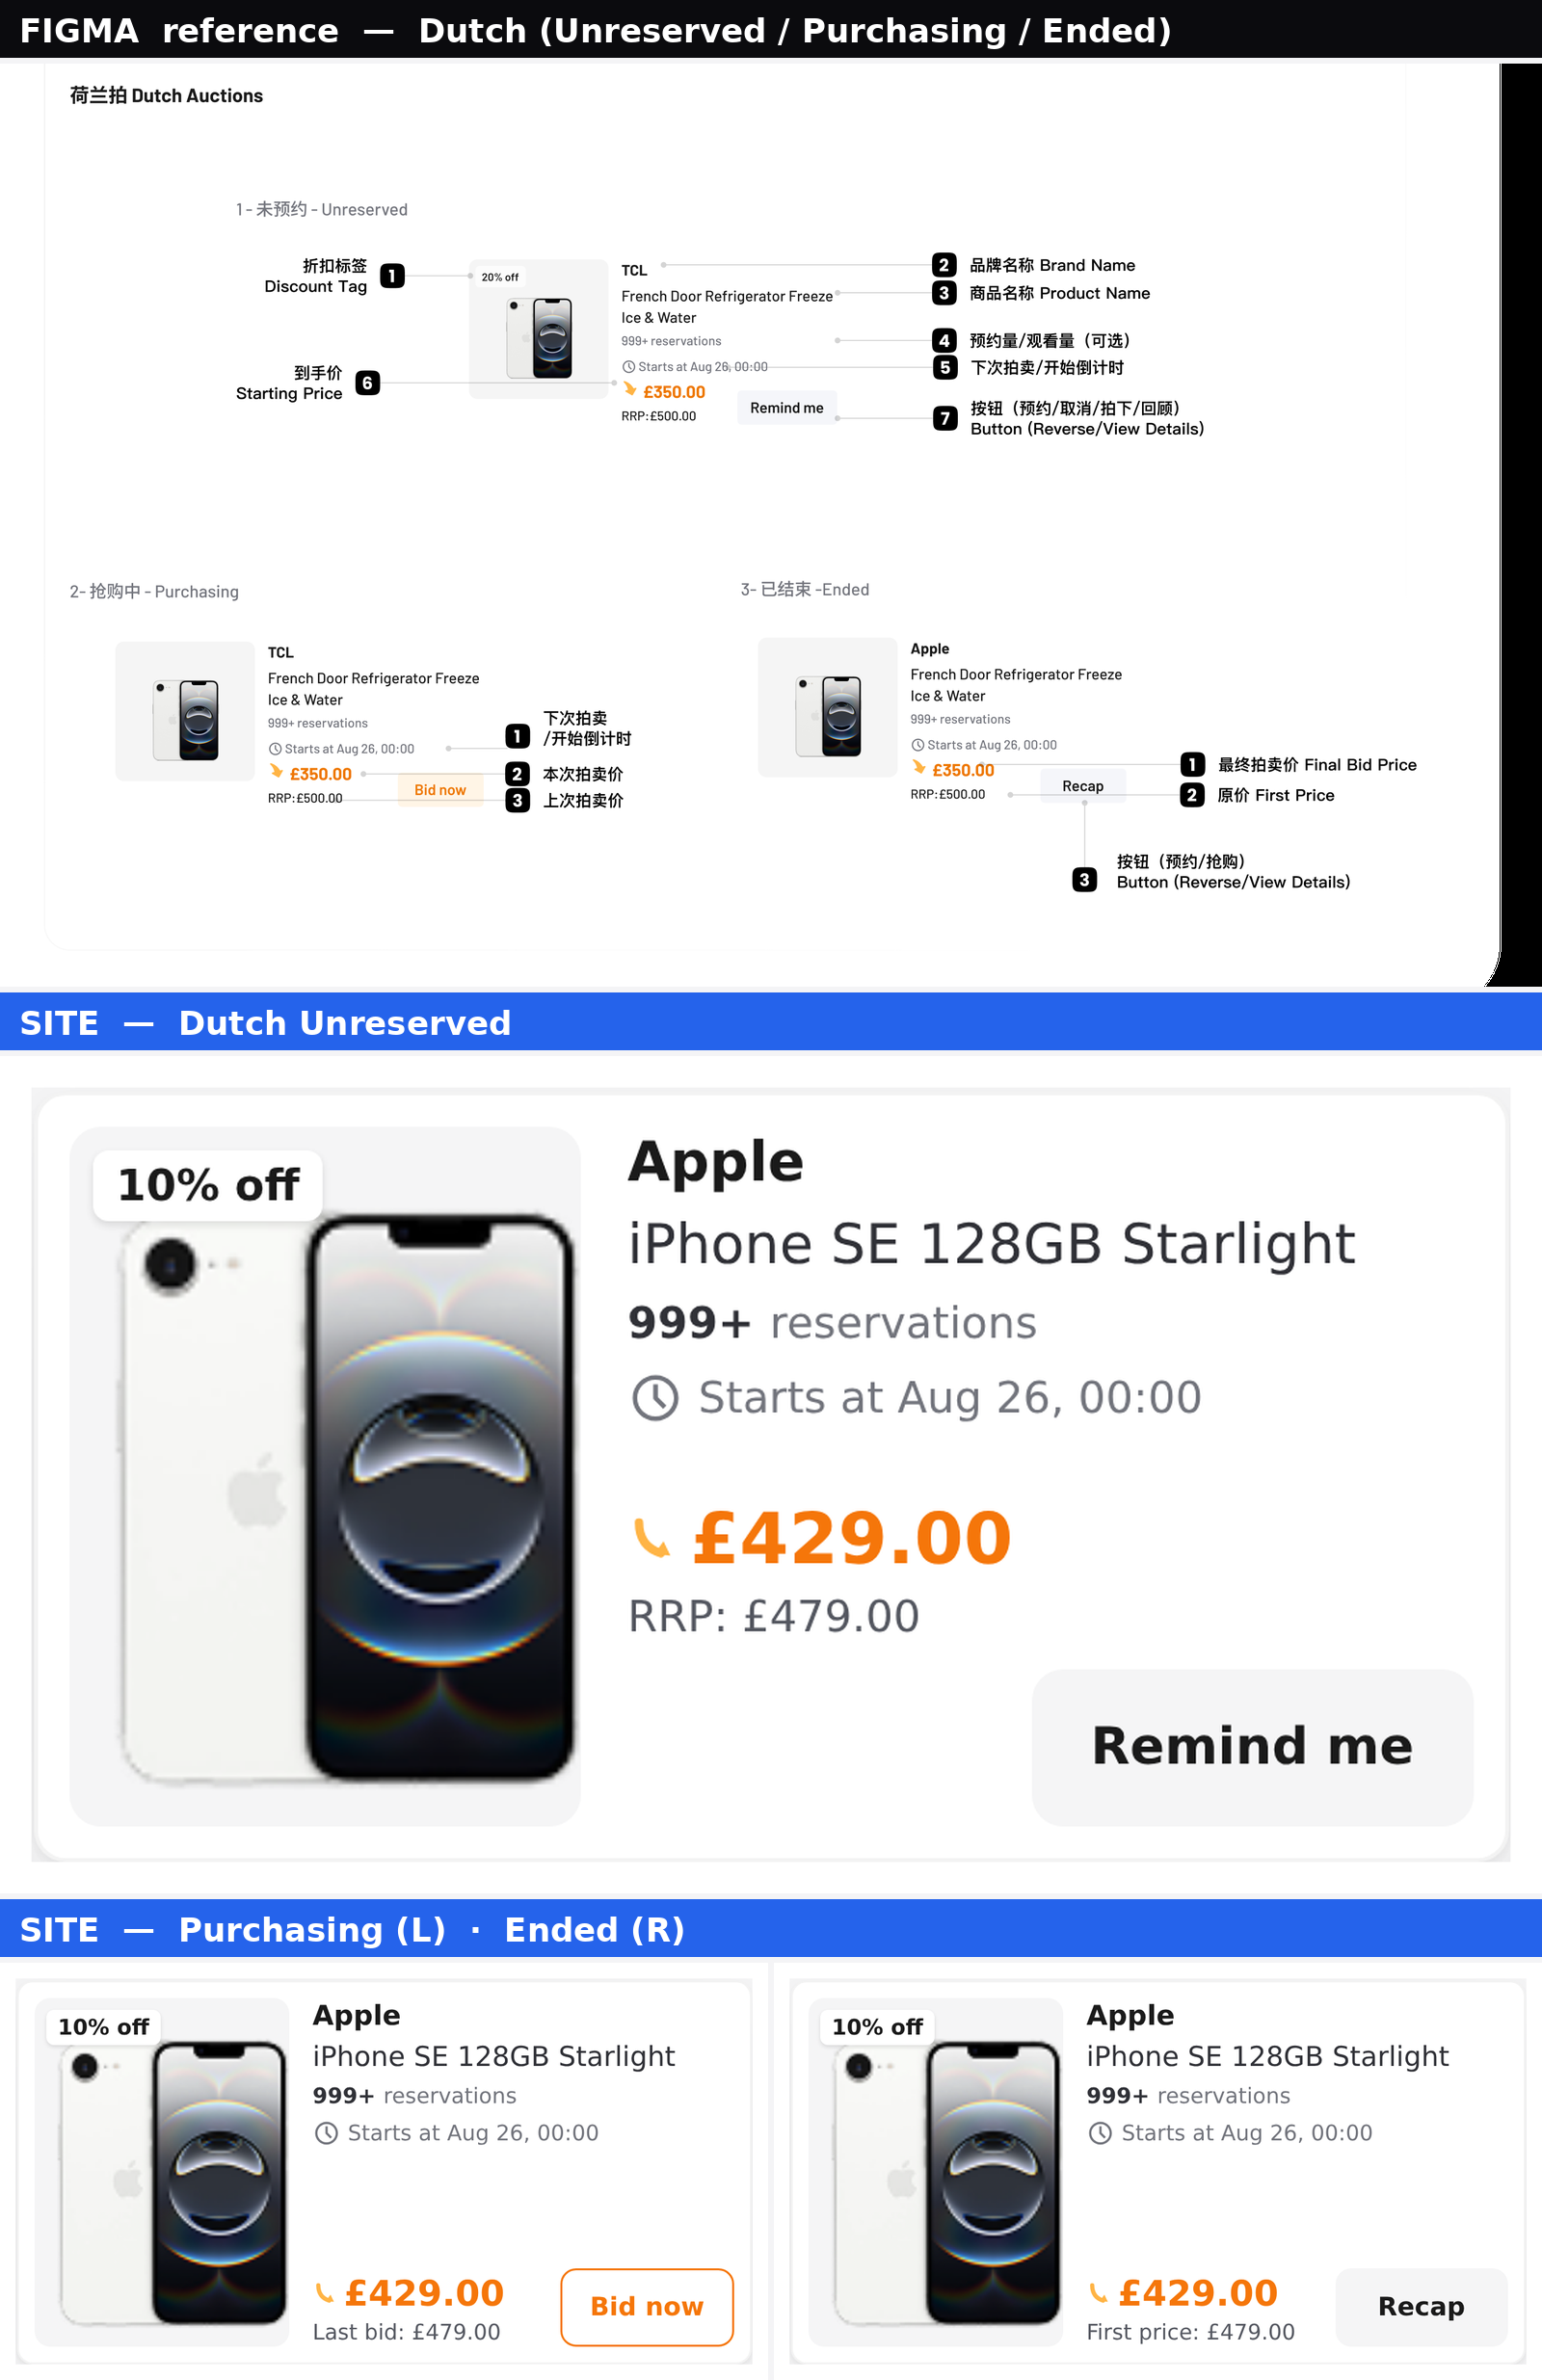 FIGMA reference — Dutch (Unreserved / Purchasing / Ended)
荷兰拍 Dutch Auctions
1 - 未预约 - Unreserved
折扣标签
Discount Tag
1
20% off
TCL
French Door Refrigerator Freeze
Ice & Water
999+ reservations
Starts at Aug 26, 00:00
£350.00
RRP:£500.00
Remind me
到手价
Starting Price
6
2 品牌名称 Brand Name
3 商品名称 Product Name
4 预约量/观看量（可选）
5 下次拍卖/开始倒计时
7 按钮（预约/取消/拍下/回顾）
Button (Reverse/View Details)
2- 抢购中 - Purchasing
TCL
French Door Refrigerator Freeze
Ice & Water
999+ reservations
Starts at Aug 26, 00:00
£350.00
RRP:£500.00
Bid now
1 下次拍卖
/开始倒计时
2 本次拍卖价
3 上次拍卖价
3- 已结束 -Ended
Apple
French Door Refrigerator Freeze
Ice & Water
999+ reservations
Starts at Aug 26, 00:00
£350.00
RRP:£500.00
Recap
1 最终拍卖价 Final Bid Price
2 原价 First Price
3 按钮（预约/抢购）
Button (Reverse/View Details)
SITE — Dutch Unreserved
10% off
Apple
iPhone SE 128GB Starlight
999+ reservations
Starts at Aug 26, 00:00
£429.00
RRP: £479.00
Remind me
SITE — Purchasing (L) · Ended (R)
10% off
Apple
iPhone SE 128GB Starlight
999+ reservations
Starts at Aug 26, 00:00
£429.00
Last bid: £479.00
Bid now
10% off
Apple
iPhone SE 128GB Starlight
999+ reservations
Starts at Aug 26, 00:00
£429.00
First price: £479.00
Recap